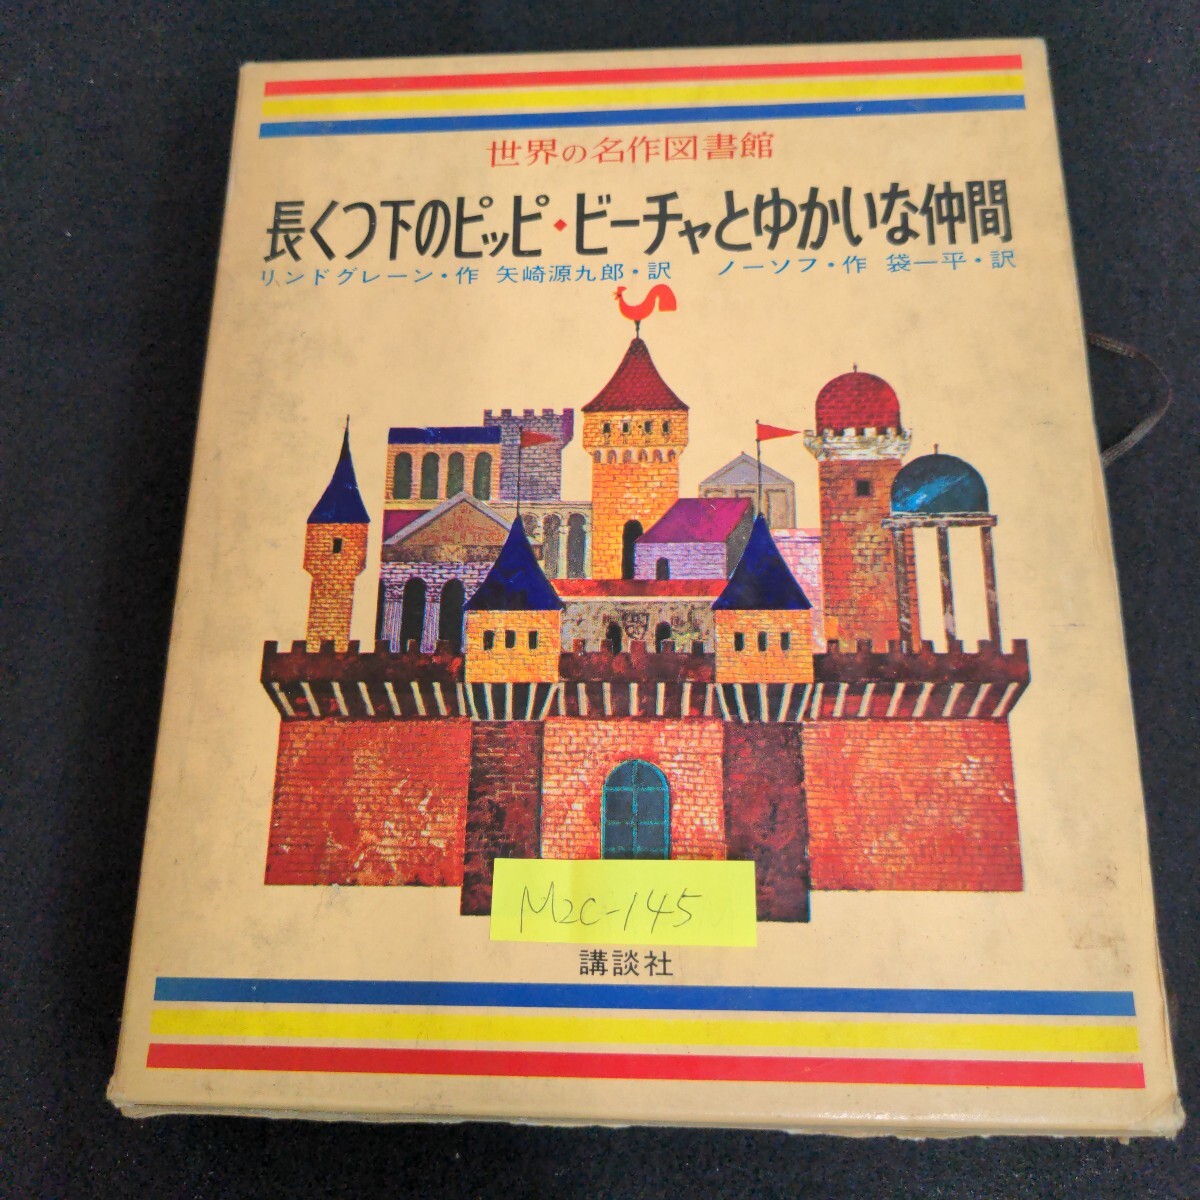 世界の名作図書館
長くつ下のピッピ・ビーチャとゆかいな仲間
リンドグレーン・作 矢崎源九郎・訳 ノーソフ・作 袋一平・訳
M2C-145
講談社